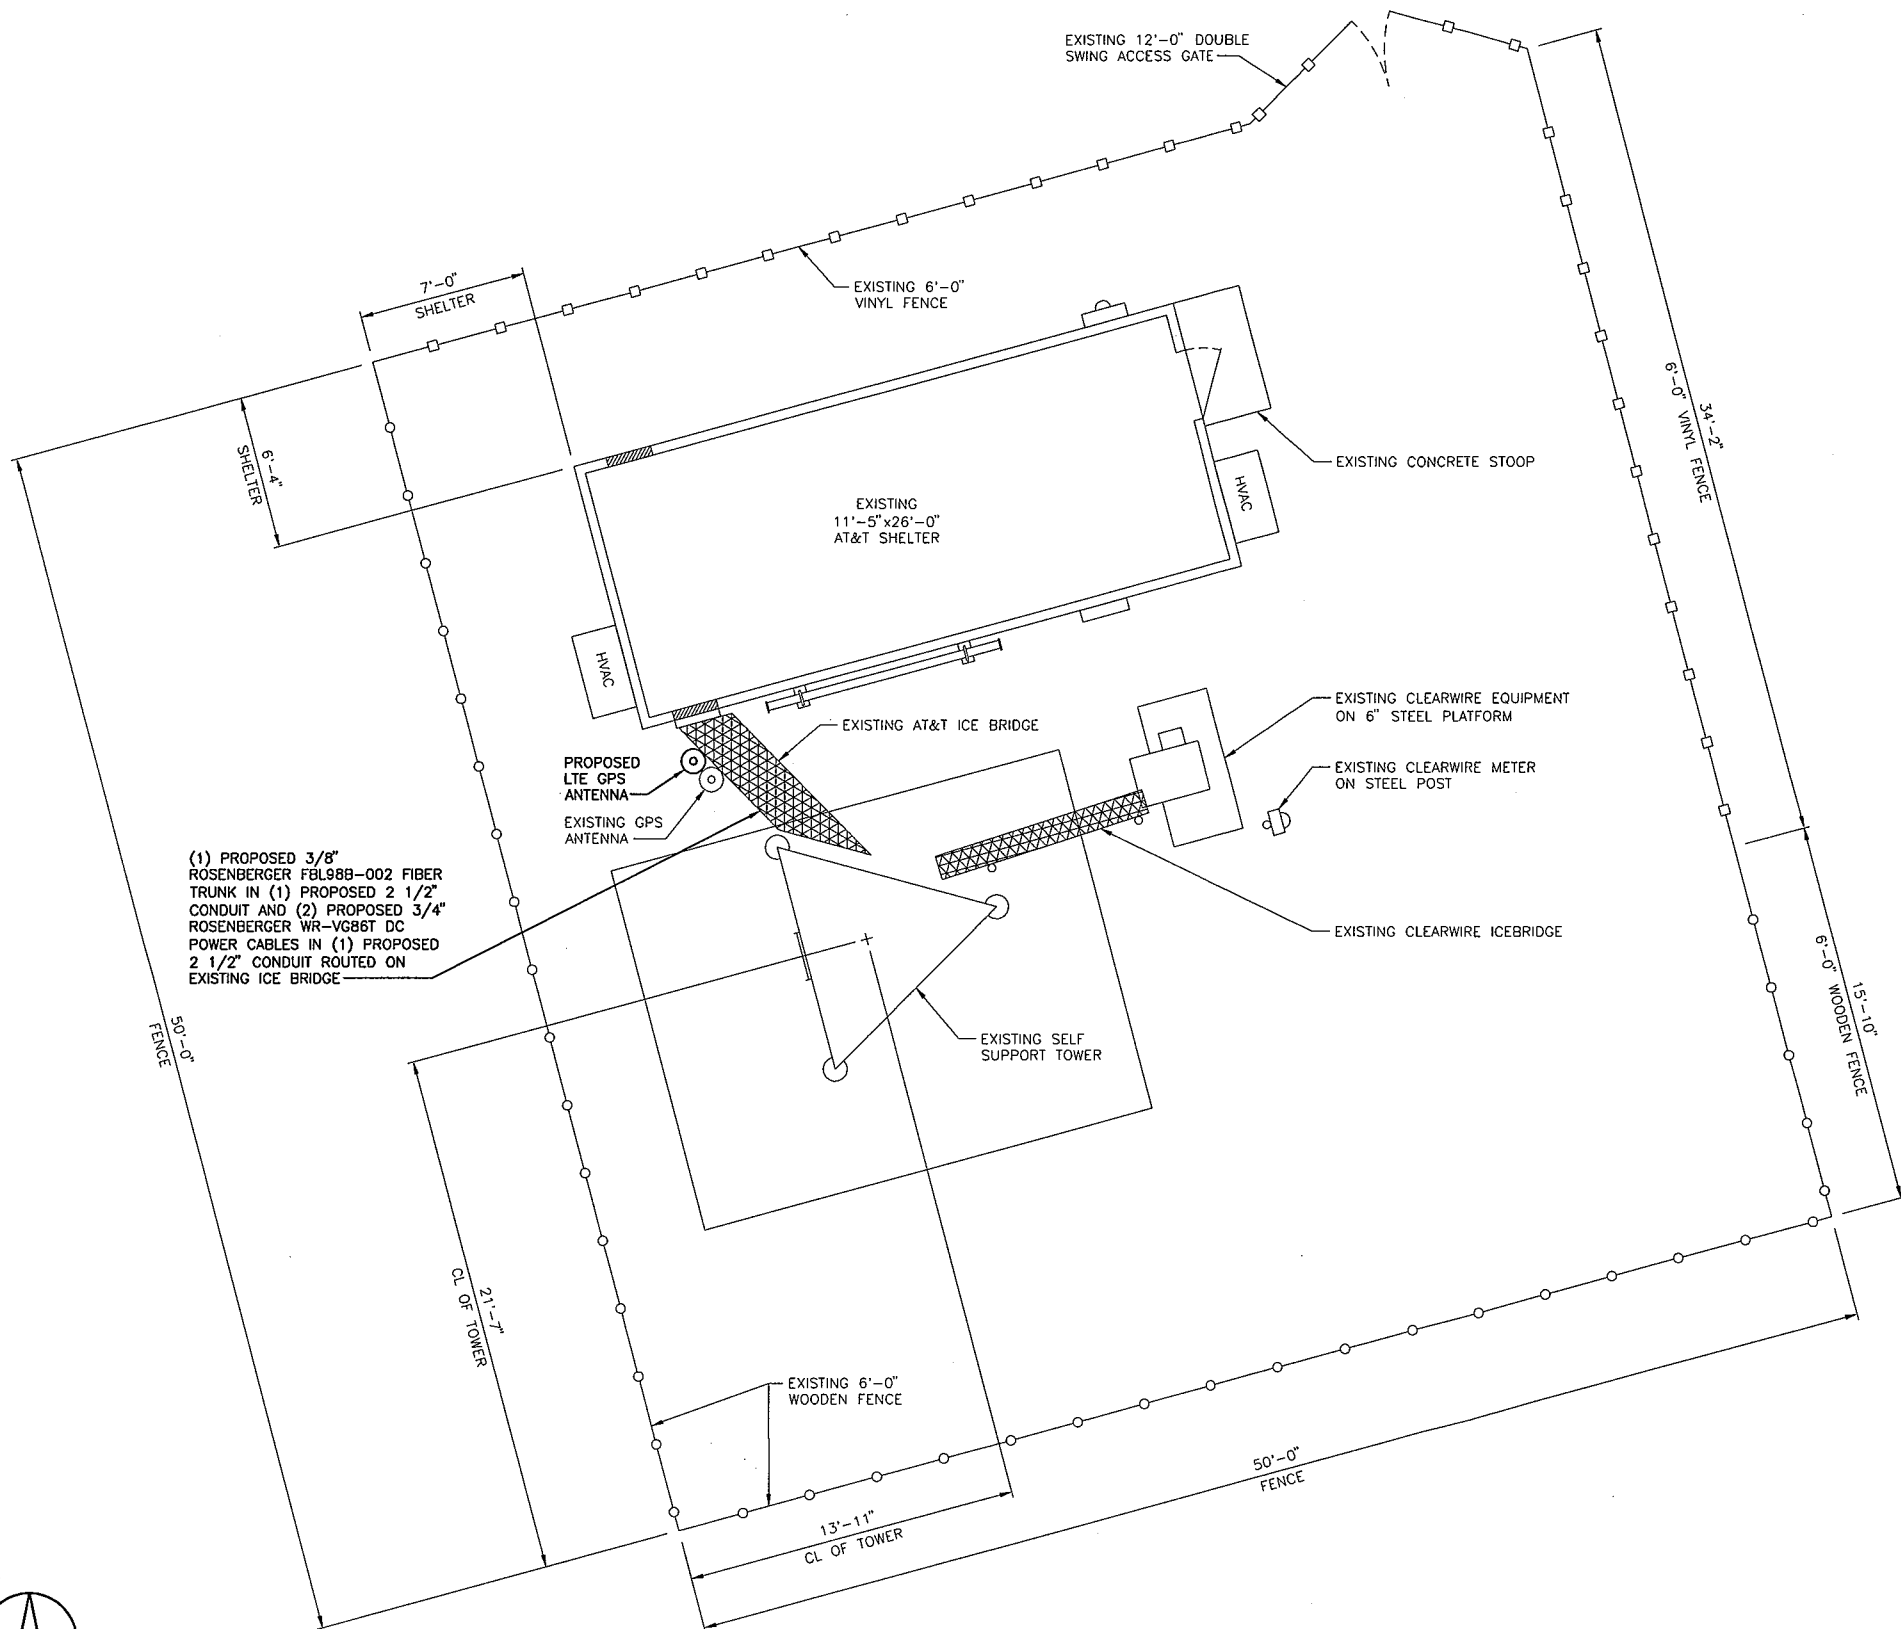 EXISTING 12'-0" DOUBLE
SWING ACCESS GATE
7'-0"
SHELTER
EXISTING 6'-0"
VINYL FENCE
6'-4"
SHELTER
34'-2"
6'-0" VINYL FENCE
EXISTING CONCRETE STOOP
HVAC
EXISTING
11'-5"x26'-0"
AT&T SHELTER
HVAC
EXISTING CLEARWIRE EQUIPMENT
ON 6" STEEL PLATFORM
EXISTING AT&T ICE BRIDGE
PROPOSED
LTE GPS
ANTENNA
EXISTING CLEARWIRE METER
ON STEEL POST
EXISTING GPS
ANTENNA
(1) PROPOSED 3/8"
ROSENBERGER FBL98B-002 FIBER
TRUNK IN (1) PROPOSED 2 1/2"
CONDUIT AND (2) PROPOSED 3/4"
ROSENBERGER WR-VG86T DC
POWER CABLES IN (1) PROPOSED
2 1/2" CONDUIT ROUTED ON
EXISTING ICE BRIDGE
EXISTING CLEARWIRE ICEBRIDGE
15'-10"
6'-0" WOODEN FENCE
50'-0"
FENCE
EXISTING SELF
SUPPORT TOWER
21'-7"
CL OF TOWER
EXISTING 6'-0"
WOODEN FENCE
50'-0"
FENCE
13'-11"
CL OF TOWER